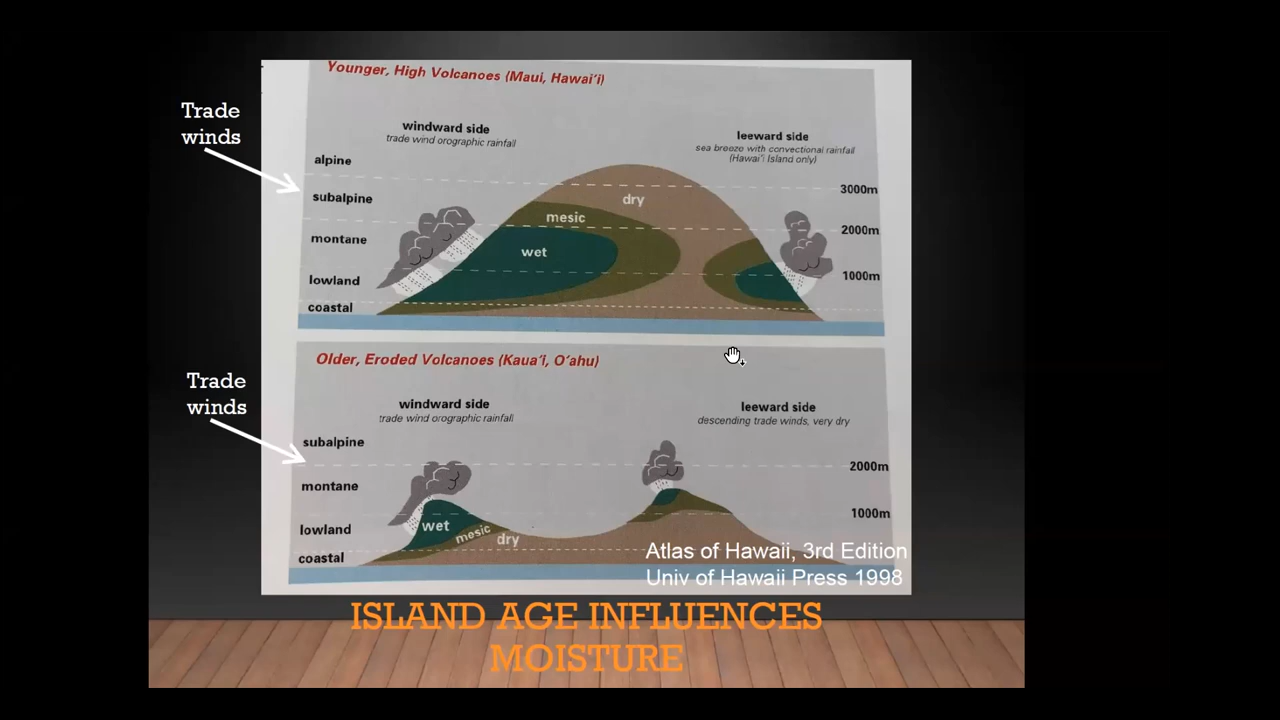 Younger, High Volcanoes (Maui, Hawai'i)
Trade
winds
windward side
trade wind orographic rainfall
leeward side
sea breeze with convectional rainfall
(Hawai'i Island only)
alpine
3000m
subalpine
dry
mesic
2000m
montane
wet
1000m
lowland
coastal
Older, Eroded Volcanoes (Kaua'i, O'ahu)
Trade
winds
windward side
trade wind orographic rainfall
leeward side
descending trade winds, very dry
subalpine
2000m
montane
1000m
lowland
wet
mesic
dry
coastal
Atlas of Hawaii, 3rd Edition
Univ of Hawaii Press 1998
ISLAND AGE INFLUENCES
MOISTURE